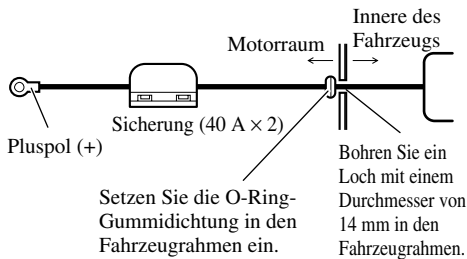 Motorraum
Innere des
Fahrzeugs
Pluspol (+)
Sicherung (40 A × 2)
Setzen Sie die O-Ring-
Gummidichtung in den
Fahrzeugrahmen ein.
Bohren Sie ein
Loch mit einem
Durchmesser von
14 mm in den
Fahrzeugrahmen.